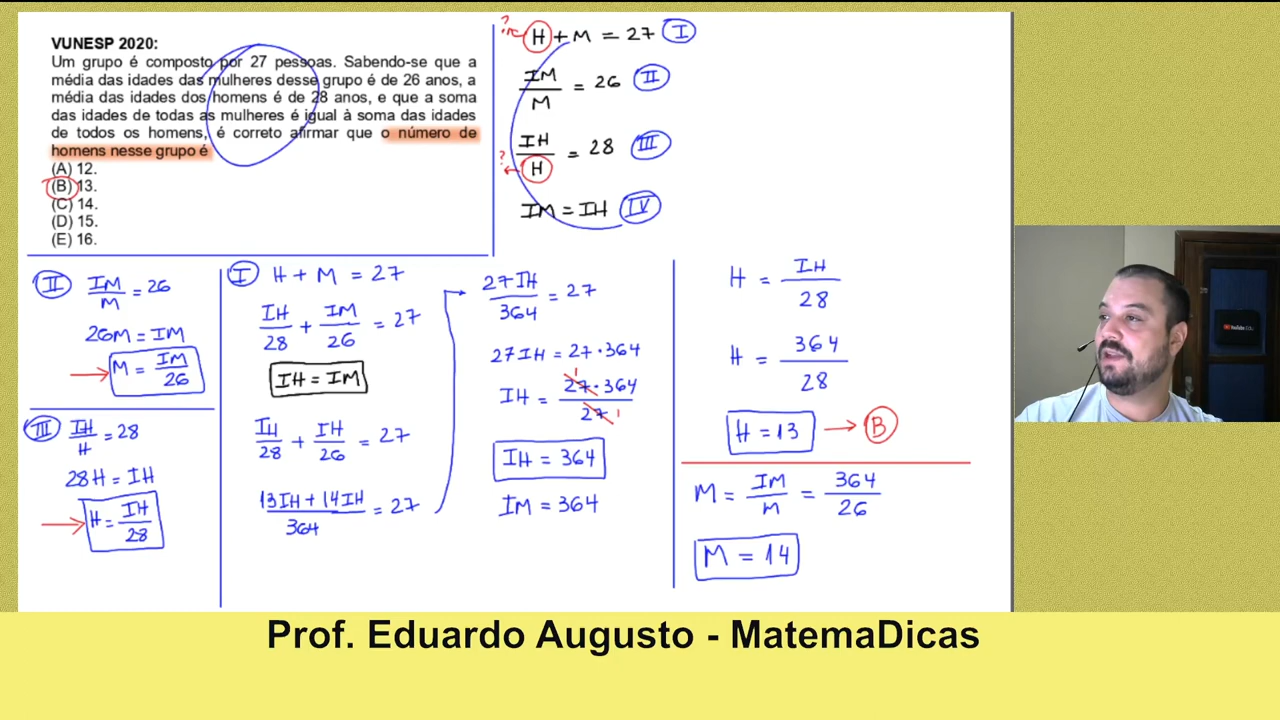 VUNESP 2020:
Um grupo é composto por 27 pessoas. Sabendo-se que a
média das idades das mulheres desse grupo é de 26 anos, a
média das idades dos homens é de 28 anos, e que a soma
das idades de todas as mulheres é igual à soma das idades
de todos os homens, é correto afirmar que o número de
homens nesse grupo é
(A) 12.
(B) 13.
(C) 14.
(D) 15.
(E) 16.
? H + M = 27 I
IM/M = 26 II
? IH/H = 28 III
IM = IH IV
II IM/M = 26
26M = IM
M = IM/26
III IH/H = 28
28H = IH
H = IH/28
I H + M = 27
IH/28 + IM/26 = 27
IH = IM
IH/28 + IH/26 = 27
13IH + 14IH/364 = 27
27IH/364 = 27
27IH = 27 · 364
IH = 27 · 364/27
1
1
IH = 364
IM = 364
H = IH/28
H = 364/28
H = 13 → B
M = IM/M = 364/26
M = 14
YouTube Edu
Prof. Eduardo Augusto - MatemaDicas